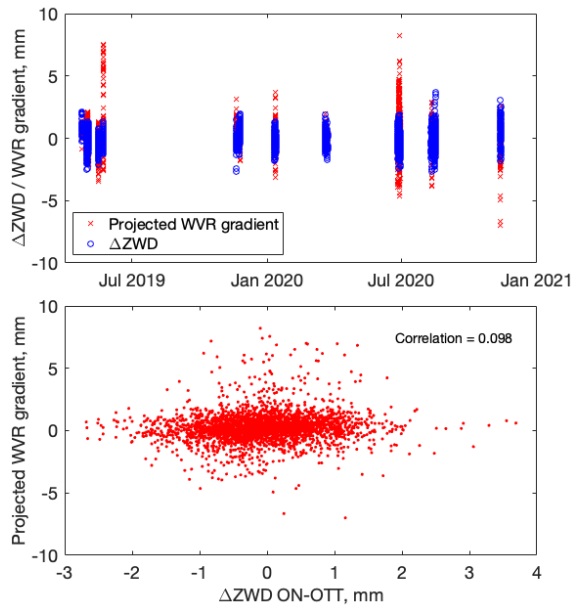 10
5
0
-5
-10
ΔZWD / WVR gradient, mm
Projected WVR gradient
ΔZWD
Jul 2019
Jan 2020
Jul 2020
Jan 2021
10
5
0
-5
-10
Projected WVR gradient, mm
Correlation = 0.098
-3
-2
-1
0
1
2
3
4
ΔZWD ON-OTT, mm